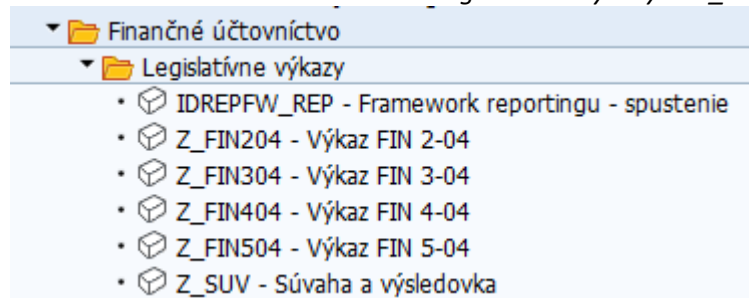 Finančné účtovníctvo
Legislatívne výkazy
IDREPFW_REP - Framework reportingu - spustenie
Z_FIN204 - Výkaz FIN 2-04
Z_FIN304 - Výkaz FIN 3-04
Z_FIN404 - Výkaz FIN 4-04
Z_FIN504 - Výkaz FIN 5-04
Z_SUV - Súvaha a výsledovka